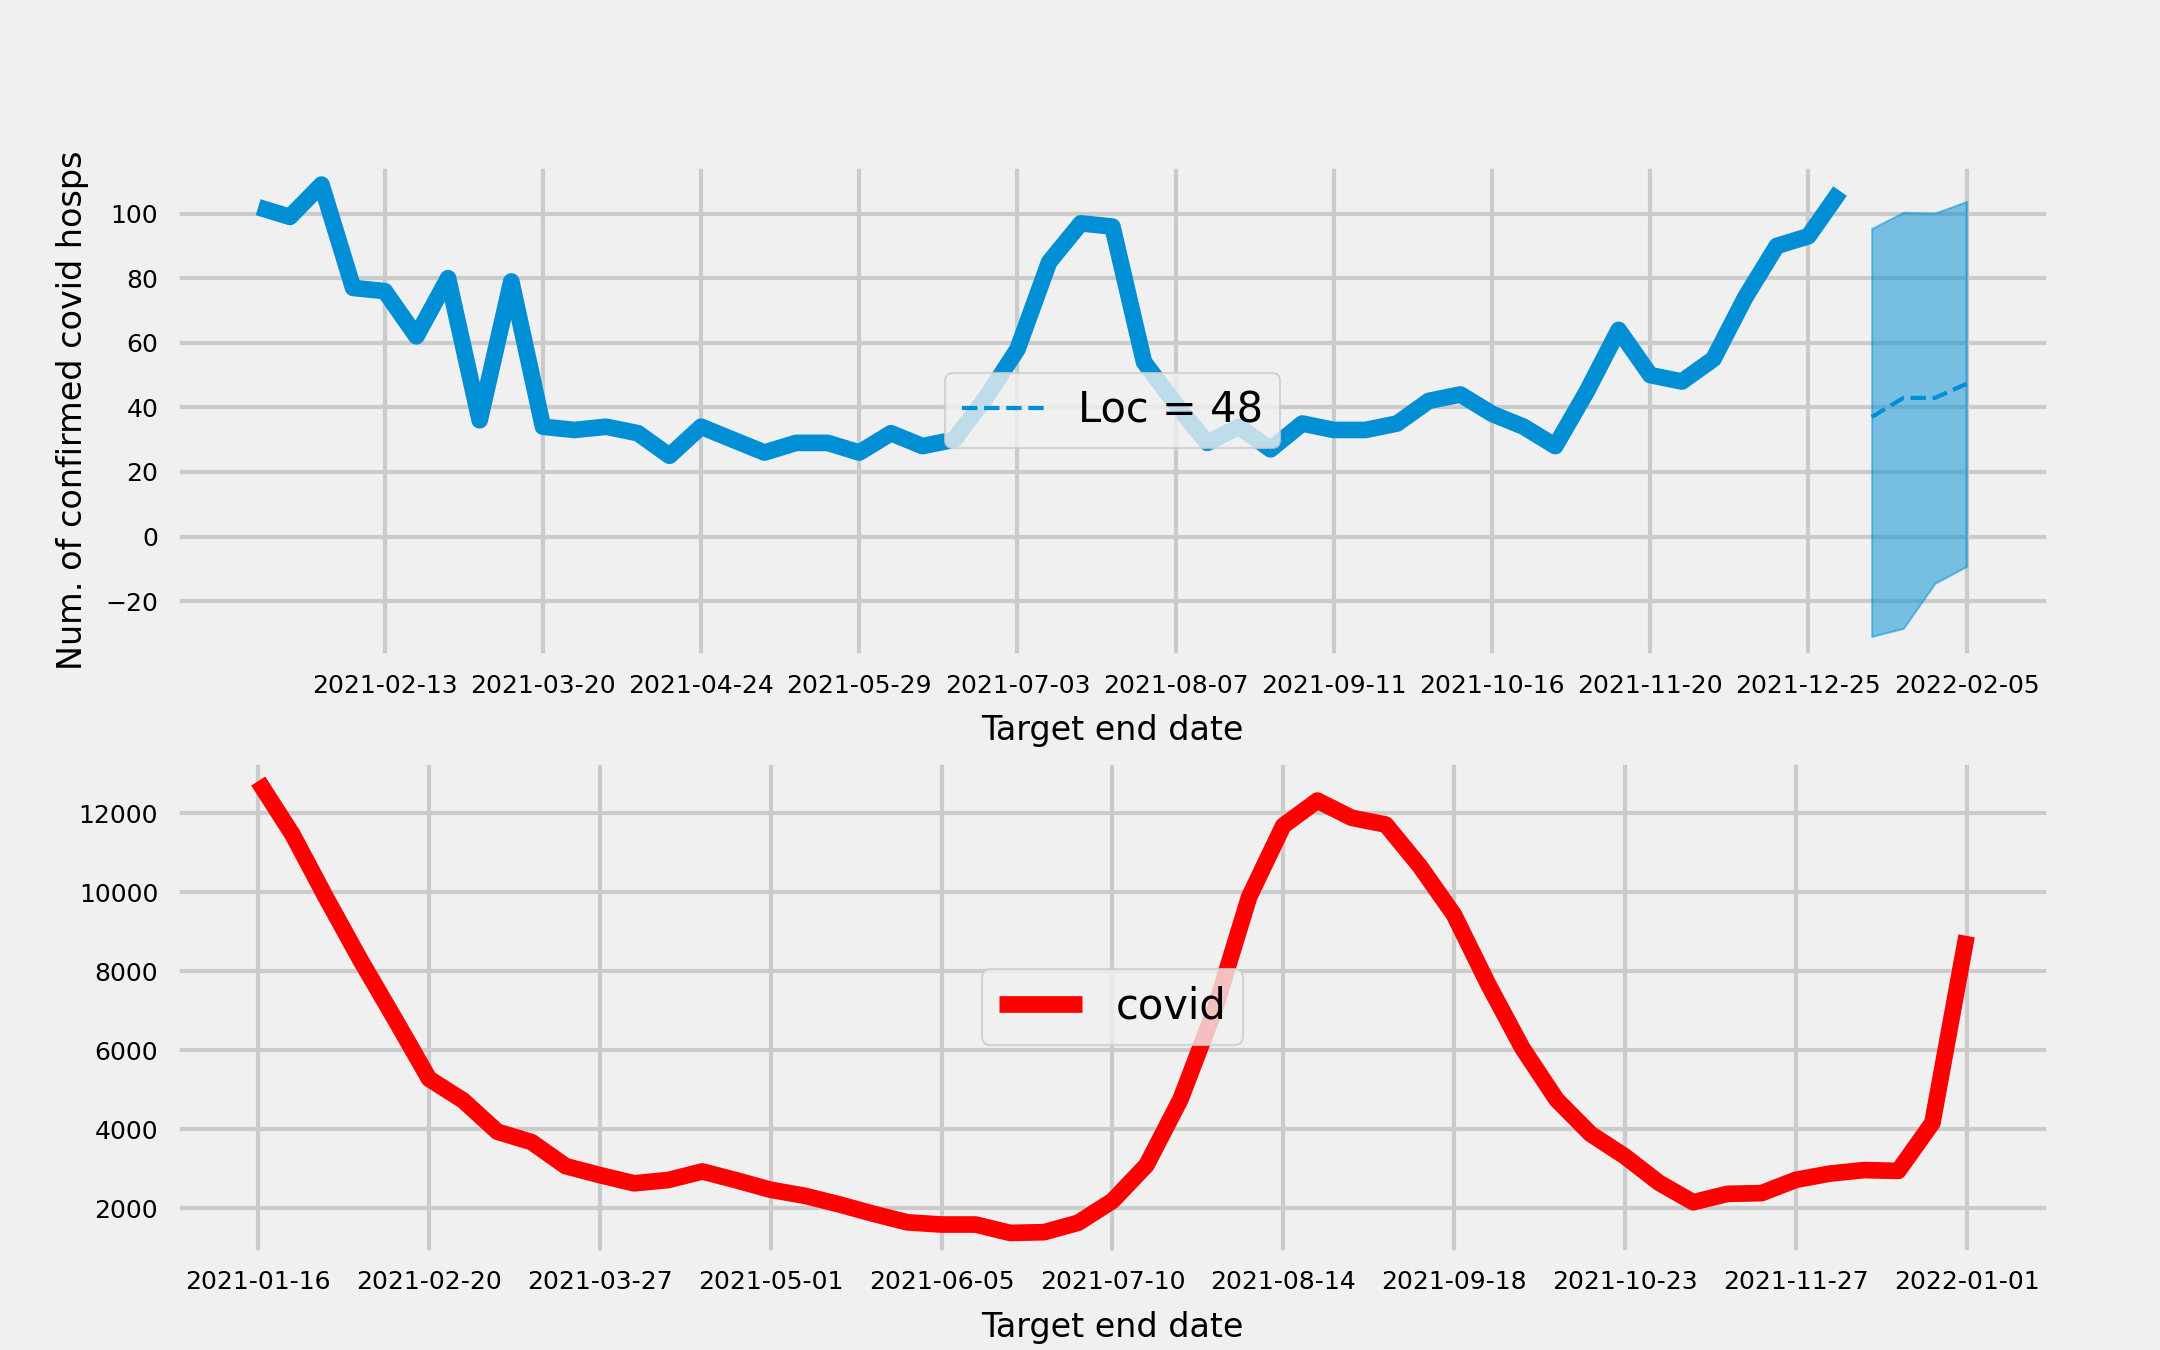 Num. of confirmed covid hosps
100
80
60
40
20
0
−20
Loc = 48
2021-02-13 2021-03-20 2021-04-24 2021-05-29 2021-07-03 2021-08-07 2021-09-11 2021-10-16 2021-11-20 2021-12-25 2022-02-05
Target end date
12000
10000
8000
6000
4000
2000
covid
2021-01-16 2021-02-20 2021-03-27 2021-05-01 2021-06-05 2021-07-10 2021-08-14 2021-09-18 2021-10-23 2021-11-27 2022-01-01
Target end date